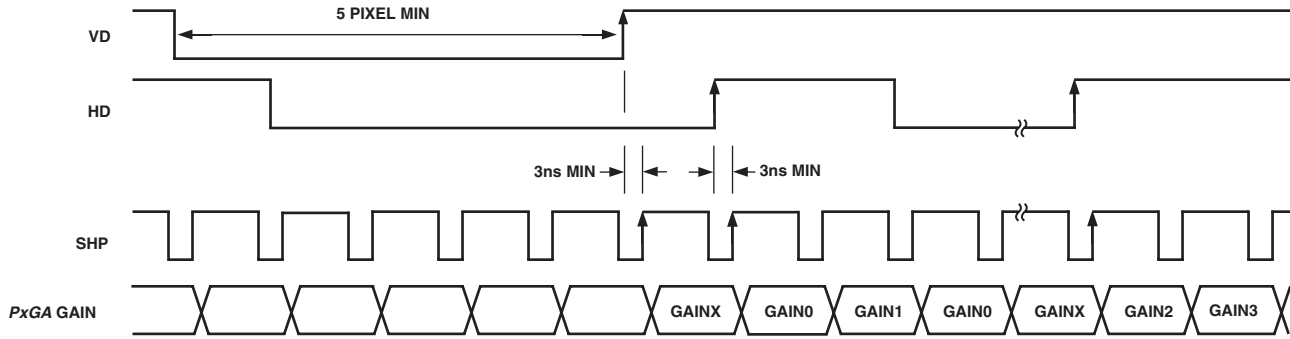 5 PIXEL MIN
VD
HD
3ns MIN
3ns MIN
SHP
PxGA GAIN
GAINX
GAIN0
GAIN1
GAIN0
GAINX
GAIN2
GAIN3